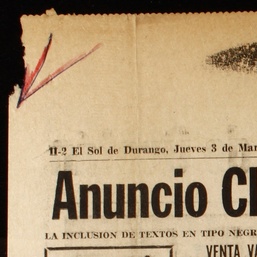 H-2 El Sol de Durango, Jueves 3 de Mar
Anuncio Cl
LA INCLUSION DE TEXTOS EN TIPO NEGR
VENTA VA